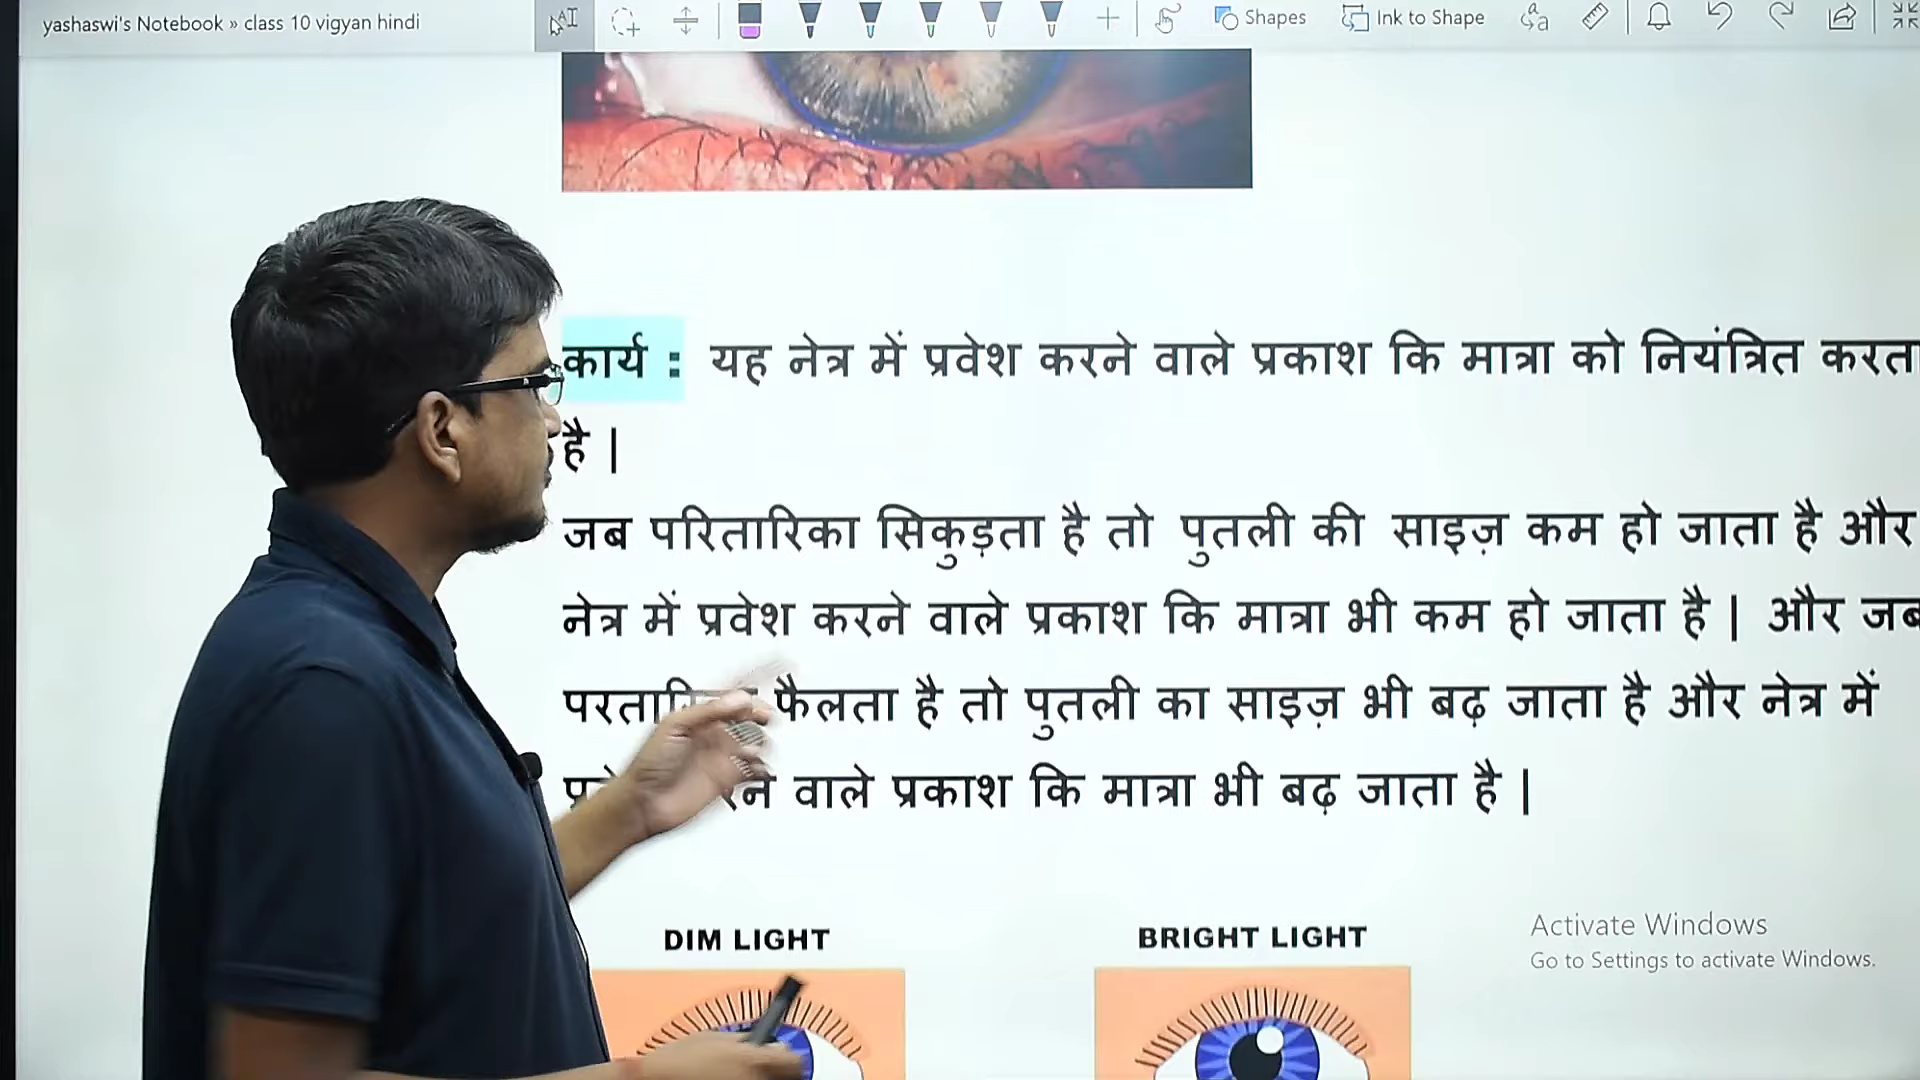 yashaswi's Notebook » class 10 vigyan hindi
Shapes
Ink to Shape
कार्य : यह नेत्र में प्रवेश करने वाले प्रकाश कि मात्रा को नियंत्रित करता
है |
जब परितारिका सिकुड़ता है तो पुतली की साइज़ कम हो जाता है और
नेत्र में प्रवेश करने वाले प्रकाश कि मात्रा भी कम हो जाता है | और जब
फैलता है तो पुतली का साइज़ भी बढ़ जाता है और नेत्र में
वाले प्रकाश कि मात्रा भी बढ़ जाता है |
DIM LIGHT
BRIGHT LIGHT
Activate Windows
Go to Settings to activate Windows.